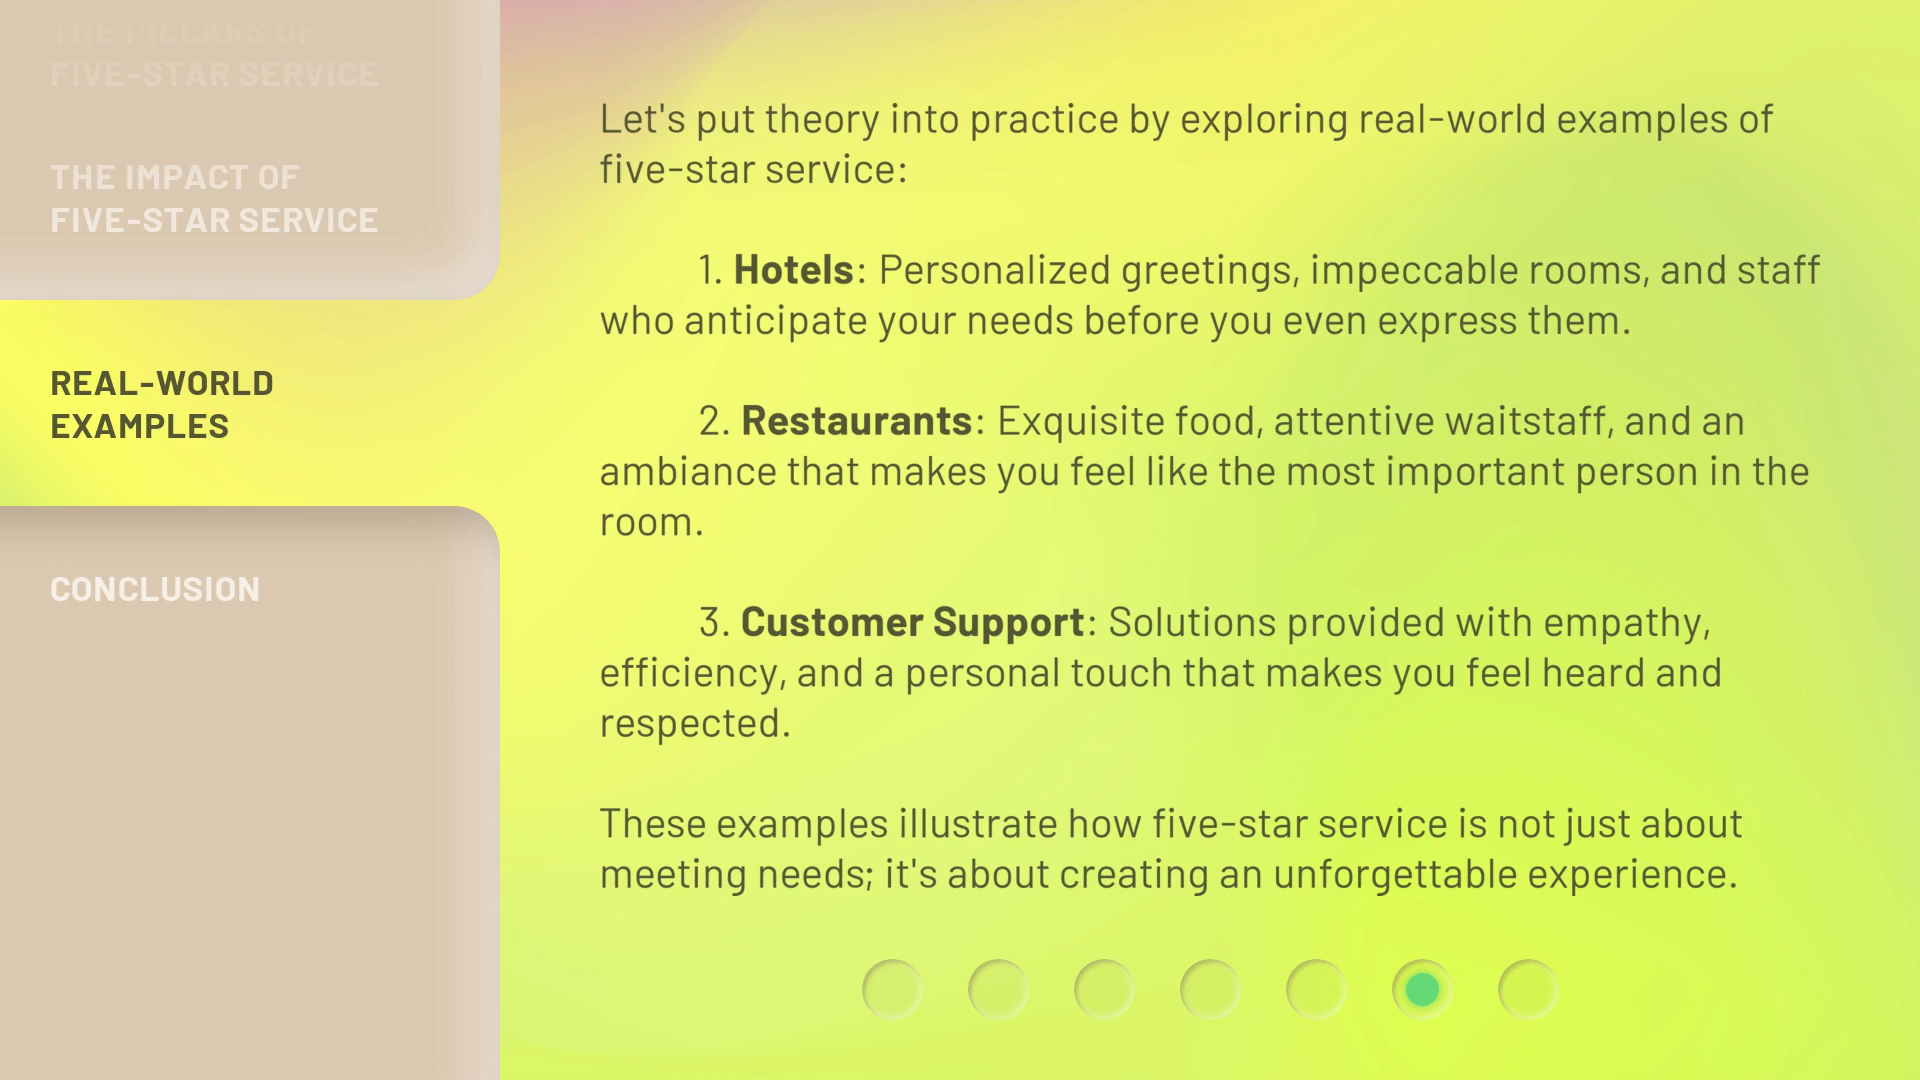 THE PILLARS OF
FIVE-STAR SERVICE
THE IMPACT OF
FIVE-STAR SERVICE
REAL-WORLD
EXAMPLES
CONCLUSION
Let's put theory into practice by exploring real-world examples of
five-star service:
1. Hotels: Personalized greetings, impeccable rooms, and staff
who anticipate your needs before you even express them.
2. Restaurants: Exquisite food, attentive waitstaff, and an
ambiance that makes you feel like the most important person in the
room.
3. Customer Support: Solutions provided with empathy,
efficiency, and a personal touch that makes you feel heard and
respected.
These examples illustrate how five-star service is not just about
meeting needs; it's about creating an unforgettable experience.